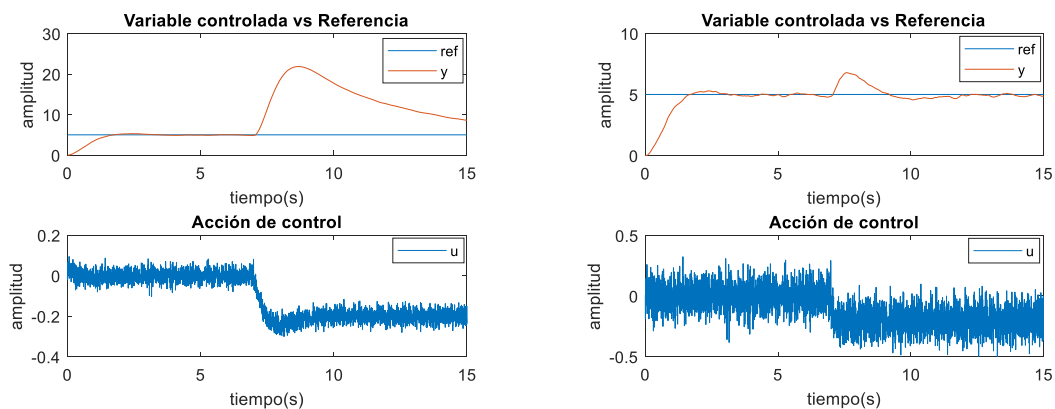 Variable controlada vs Referencia
30
20
10
0
amplitud
ref
y
0
5
10
15
tiempo(s)
Acción de control
0.2
0
-0.2
-0.4
amplitud
u
0
5
10
15
tiempo(s)
Variable controlada vs Referencia
10
5
0
amplitud
ref
y
0
5
10
15
tiempo(s)
Acción de control
0.5
0
-0.5
amplitud
u
0
5
10
15
tiempo(s)